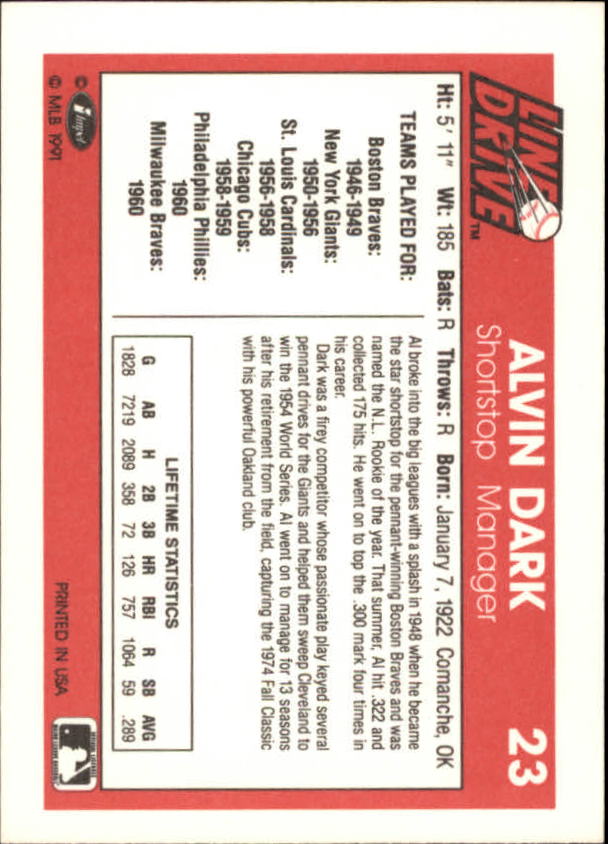 LINE
DRIVE™
ALVIN DARK
Shortstop Manager
23
Ht: 5' 11" Wt: 185 Bats: R Throws: R Born: January 7, 1922 Comanche, OK
TEAMS PLAYED FOR:
Boston Braves:
1946-1949
New York Giants:
1950-1956
St. Louis Cardinals:
1956-1958
Chicago Cubs:
1958-1959
Philadelphia Phillies:
1960
Milwaukee Braves:
1960
Al broke into the big leagues with a splash in 1948 when he became
the star shortstop for the pennant-winning Boston Braves and was
named the N.L. Rookie of the year. That summer, Al hit .322 and
collected 175 hits. He went on to top the .300 mark four times in
his career.
Dark was a firey competitor whose passionate play keyed several
pennant drives for the Giants and helped them sweep Cleveland to
win the 1954 World Series. Al went on to manage for 13 seasons
after his retirement from the field, capturing the 1974 Fall Classic
with his powerful Oakland club.
LIFETIME STATISTICS
G AB H 2B 3B HR RBI R SB AVG
1828 7219 2089 358 72 126 757 1064 59 .289
© Impel
© MLB 1991
PRINTED IN USA